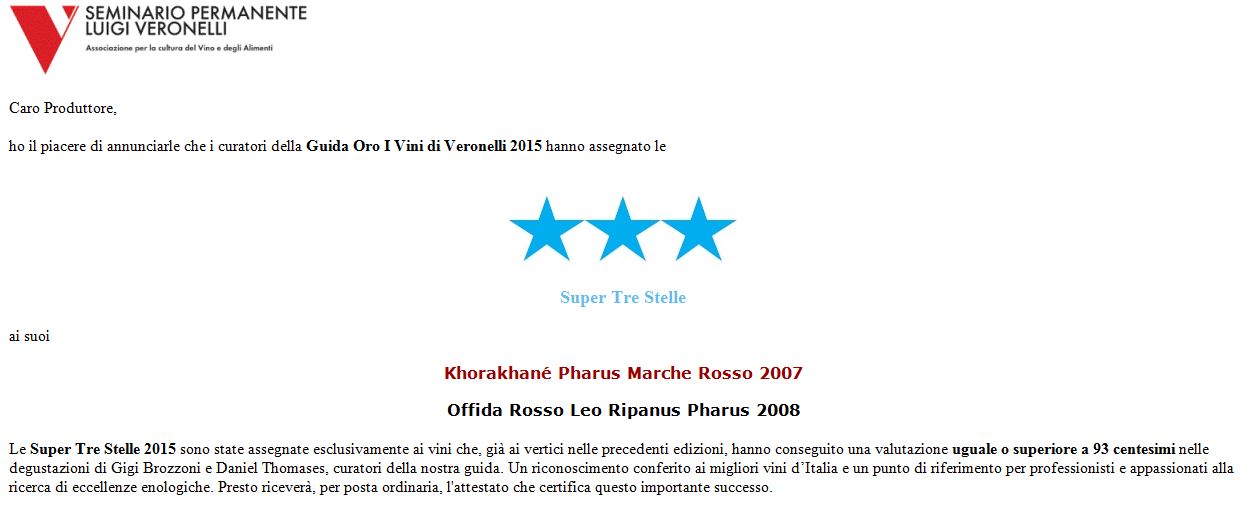 SEMINARIO PERMANENTE
LUIGI VERONELLI
Associazione per la cultura del Vino e degli Alimenti
Caro Produttore,
ho il piacere di annunciarle che i curatori della Guida Oro I Vini di Veronelli 2015 hanno assegnato le
Super Tre Stelle
ai suoi
Khorakhané Pharus Marche Rosso 2007
Offida Rosso Leo Ripanus Pharus 2008
Le Super Tre Stelle 2015 sono state assegnate esclusivamente ai vini che, già ai vertici nelle precedenti edizioni, hanno conseguito una valutazione uguale o superiore a 93 centesimi nelle
degustazioni di Gigi Brozzoni e Daniel Thomases, curatori della nostra guida. Un riconoscimento conferito ai migliori vini d’Italia e un punto di riferimento per professionisti e appassionati alla
ricerca di eccellenze enologiche. Presto riceverà, per posta ordinaria, l'attestato che certifica questo importante successo.